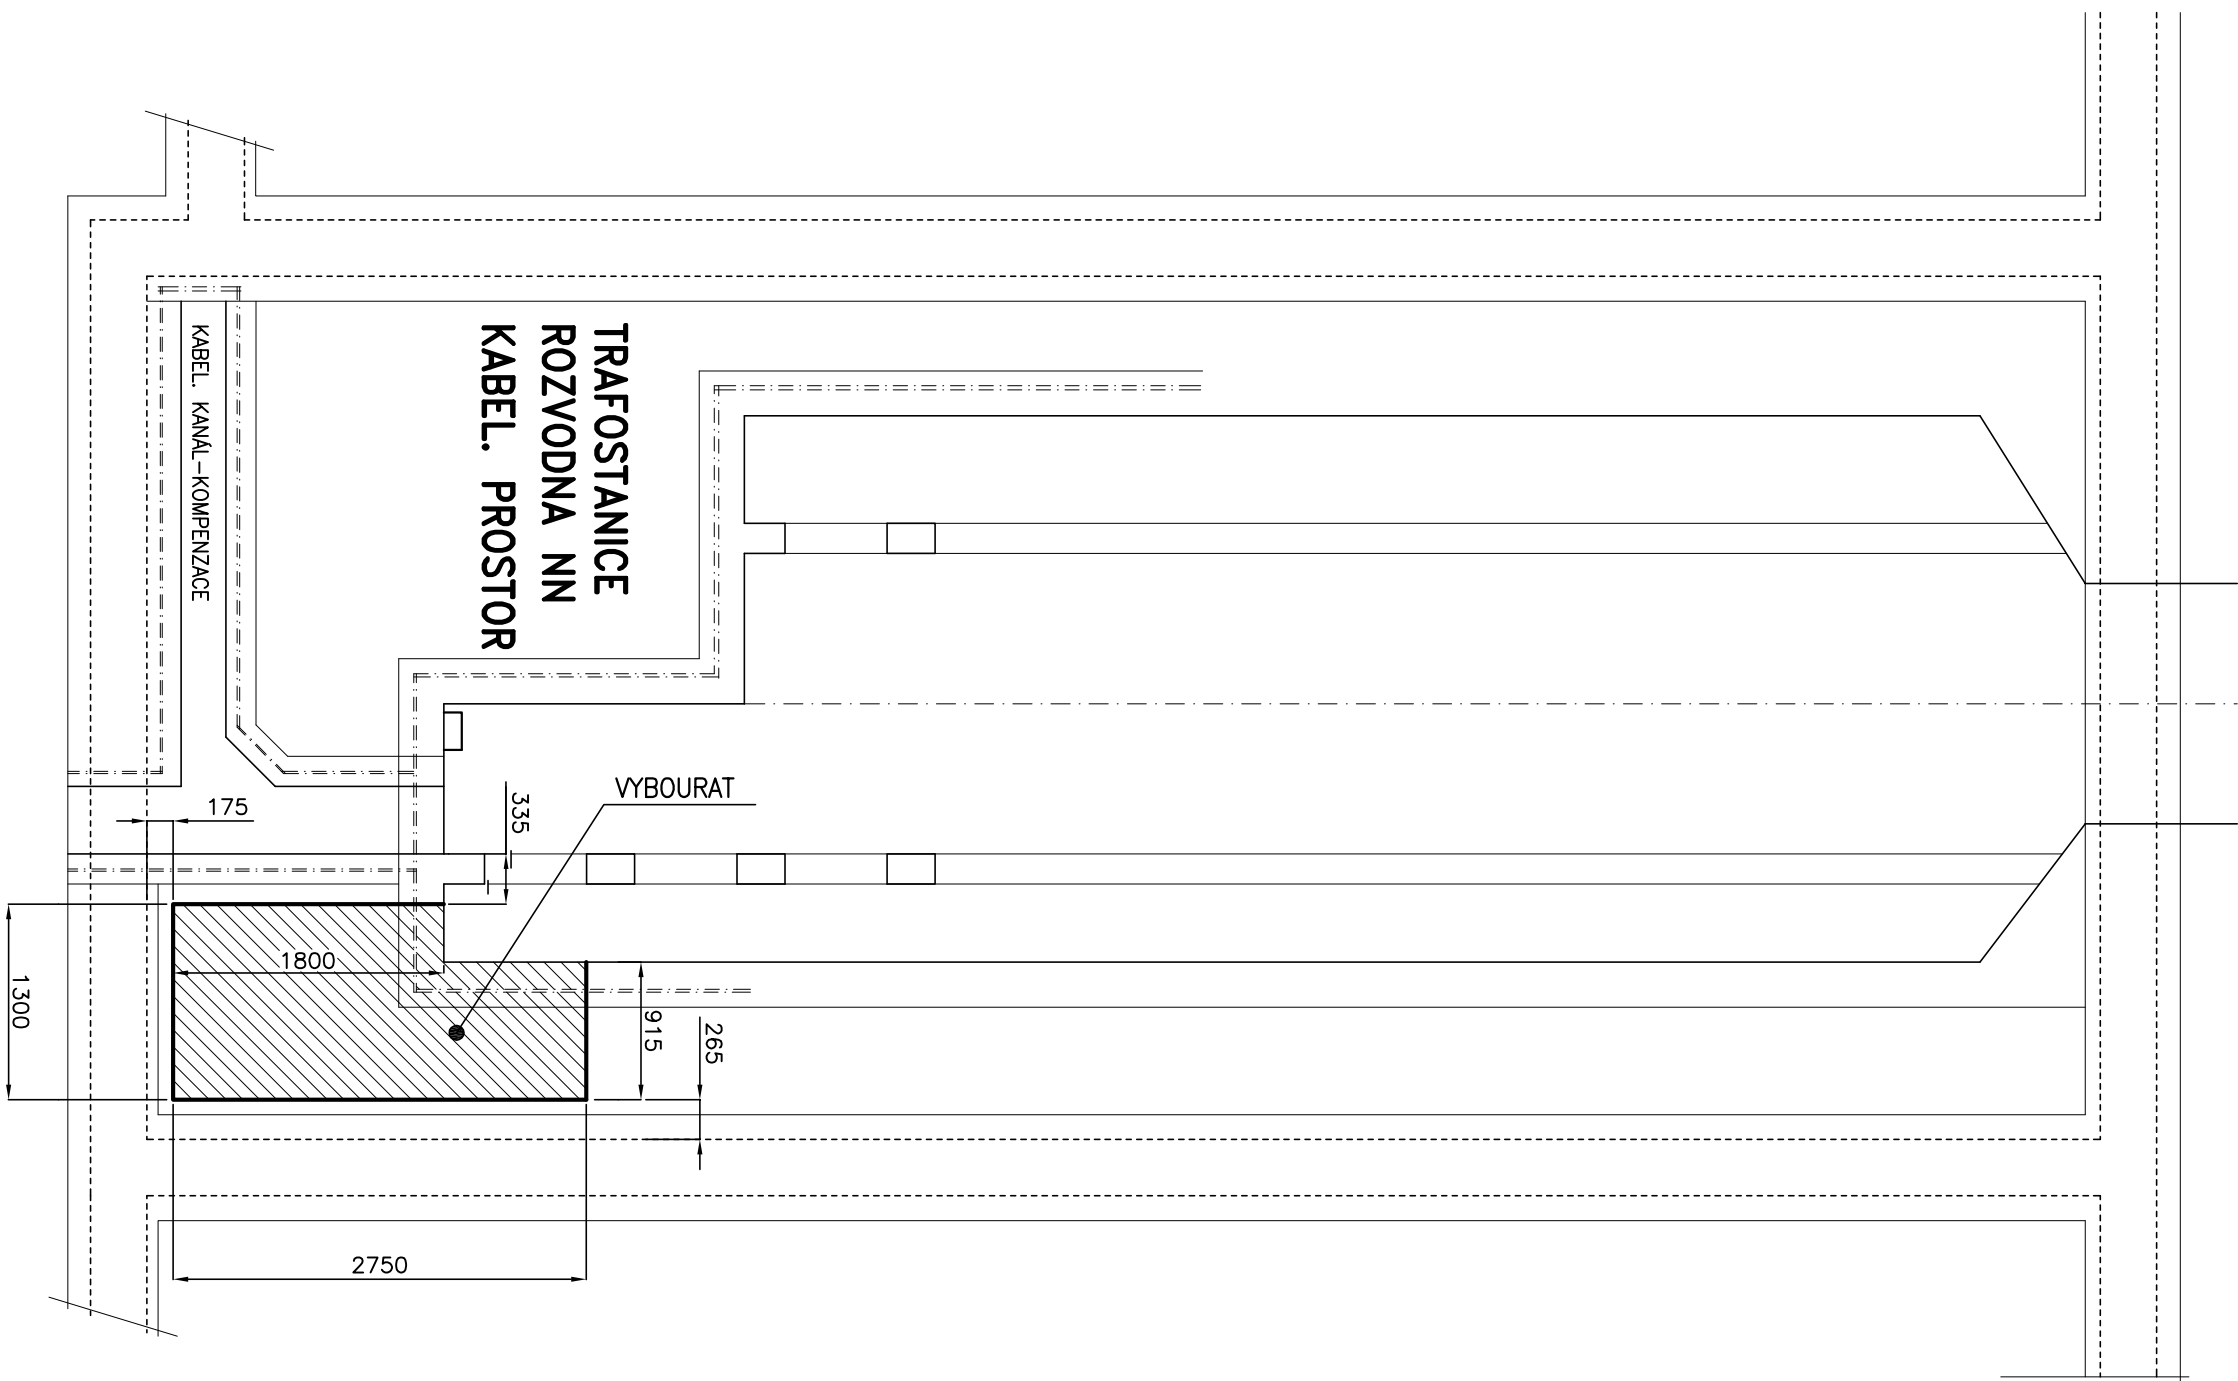 TRAFOSTANICE
ROZVODNA NN
KABEL. PROSTOR
KABEL. KANÁL-KOMPENZACE
VYBOURAT
335
175
1800
1300
915
265
2750